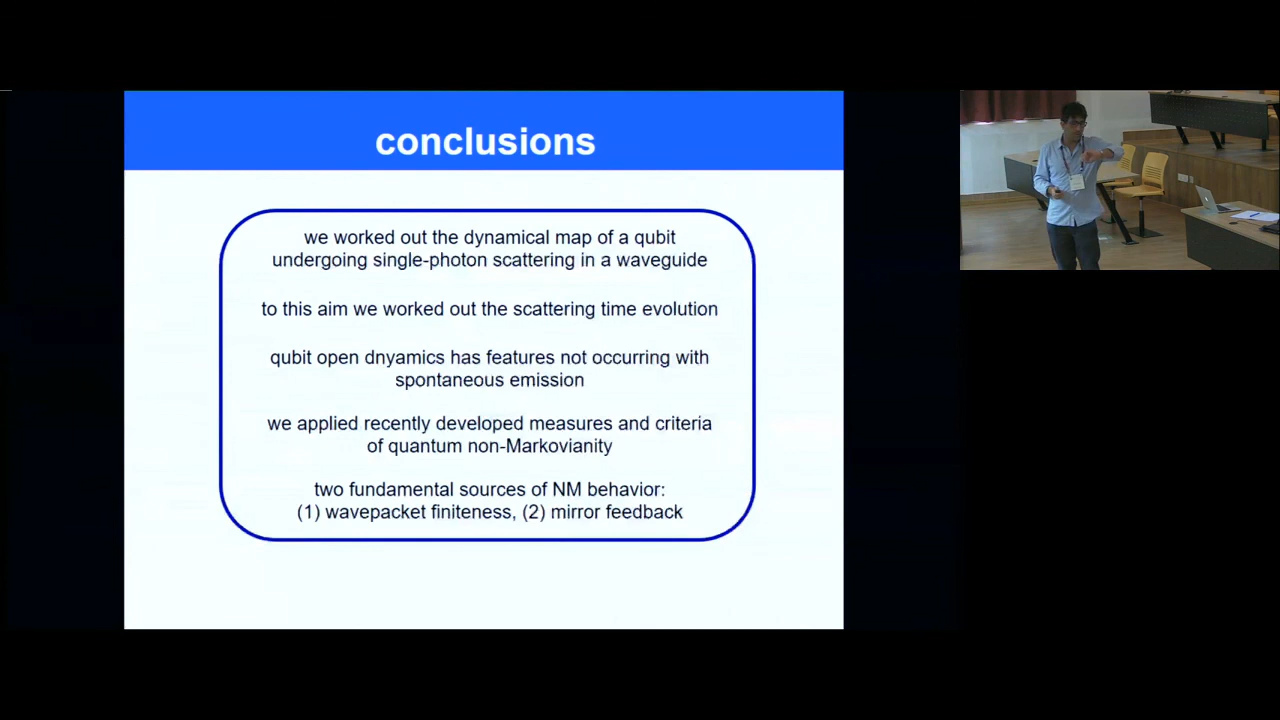 conclusions
we worked out the dynamical map of a qubit
undergoing single-photon scattering in a waveguide
to this aim we worked out the scattering time evolution
qubit open dnyamics has features not occurring with
spontaneous emission
we applied recently developed measures and criteria
of quantum non-Markovianity
two fundamental sources of NM behavior:
(1) wavepacket finiteness, (2) mirror feedback